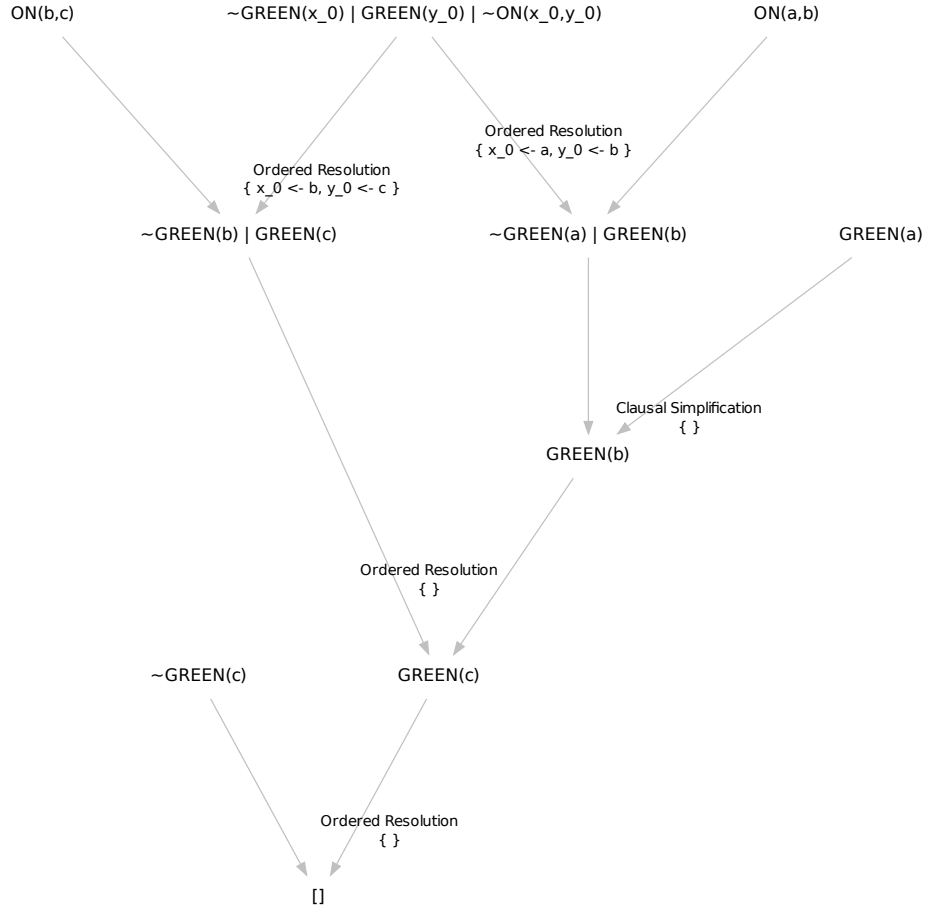 ON(b,c)
~GREEN(x_0) | GREEN(y_0) | ~ON(x_0,y_0)
ON(a,b)
Ordered Resolution
{ x_0 <- a, y_0 <- b }
Ordered Resolution
{ x_0 <- b, y_0 <- c }
~GREEN(b) | GREEN(c)
~GREEN(a) | GREEN(b)
GREEN(a)
Clausal Simplification
{ }
GREEN(b)
Ordered Resolution
{ }
~GREEN(c)
GREEN(c)
Ordered Resolution
{ }
[]